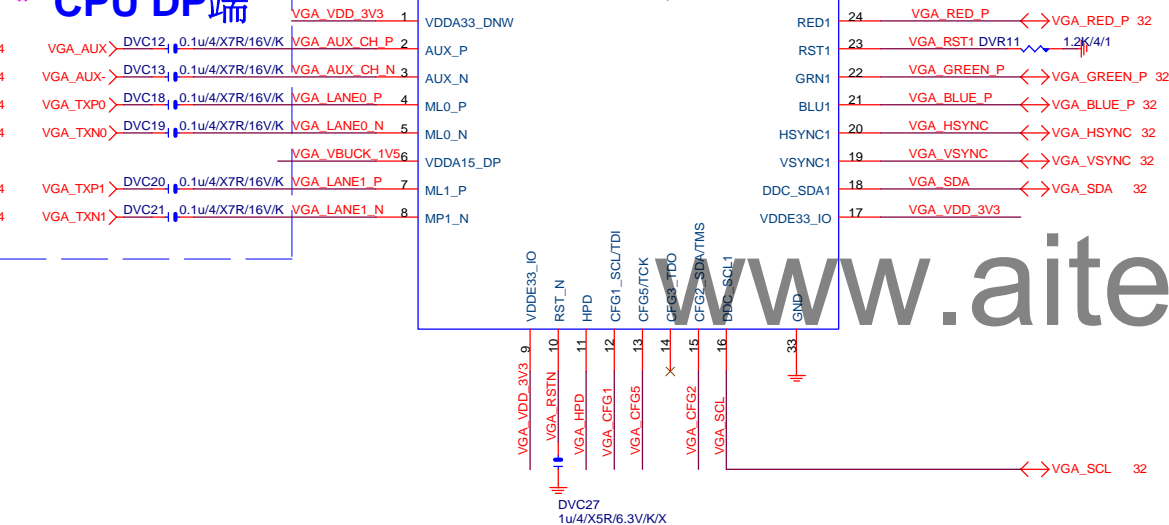 * CPU DP端
VGA_VDD_3V3 1 VDDA33_DNW
RED1 24 VGA_RED_P VGA_RED_P 32
4 VGA_AUX DVC12 0.1u/4/X7R/16V/K VGA_AUX_CH_P 2 AUX_P
RST1 23 VGA_RST1 DVR11 1.2K/4/1
4 VGA_AUX- DVC13 0.1u/4/X7R/16V/K VGA_AUX_CH_N 3 AUX_N
GRN1 22 VGA_GREEN_P VGA_GREEN_P 32
4 VGA_TXP0 DVC18 0.1u/4/X7R/16V/K VGA_LANE0_P 4 ML0_P
BLU1 21 VGA_BLUE_P VGA_BLUE_P 32
4 VGA_TXN0 DVC19 0.1u/4/X7R/16V/K VGA_LANE0_N 5 ML0_N
HSYNC1 20 VGA_HSYNC VGA_HSYNC 32
VGA_VBUCK_1V5 6 VDDA15_DP
VSYNC1 19 VGA_VSYNC VGA_VSYNC 32
4 VGA_TXP1 DVC20 0.1u/4/X7R/16V/K VGA_LANE1_P 7 ML1_P
DDC_SDA1 18 VGA_SDA VGA_SDA 32
4 VGA_TXN1 DVC21 0.1u/4/X7R/16V/K VGA_LANE1_N 8 MP1_N
VDDE33_IO 17 VGA_VDD_3V3
VDDE33_IO 9 VGA_VDD_3V3
RST_N 10 VGA_RSTN
HPD 11 VGA_HPD
CFG1_SCL/TDI 12 VGA_CFG1
CFG5/TCK 13 VGA_CFG5
CFG3_TDO 14
CFG2_SDA/TMS 15 VGA_CFG2
DDC_SCL1 16 VGA_SCL
GND 33
www.aite
VGA_SCL 32
DVC27
1u/4/X5R/6.3V/K/X